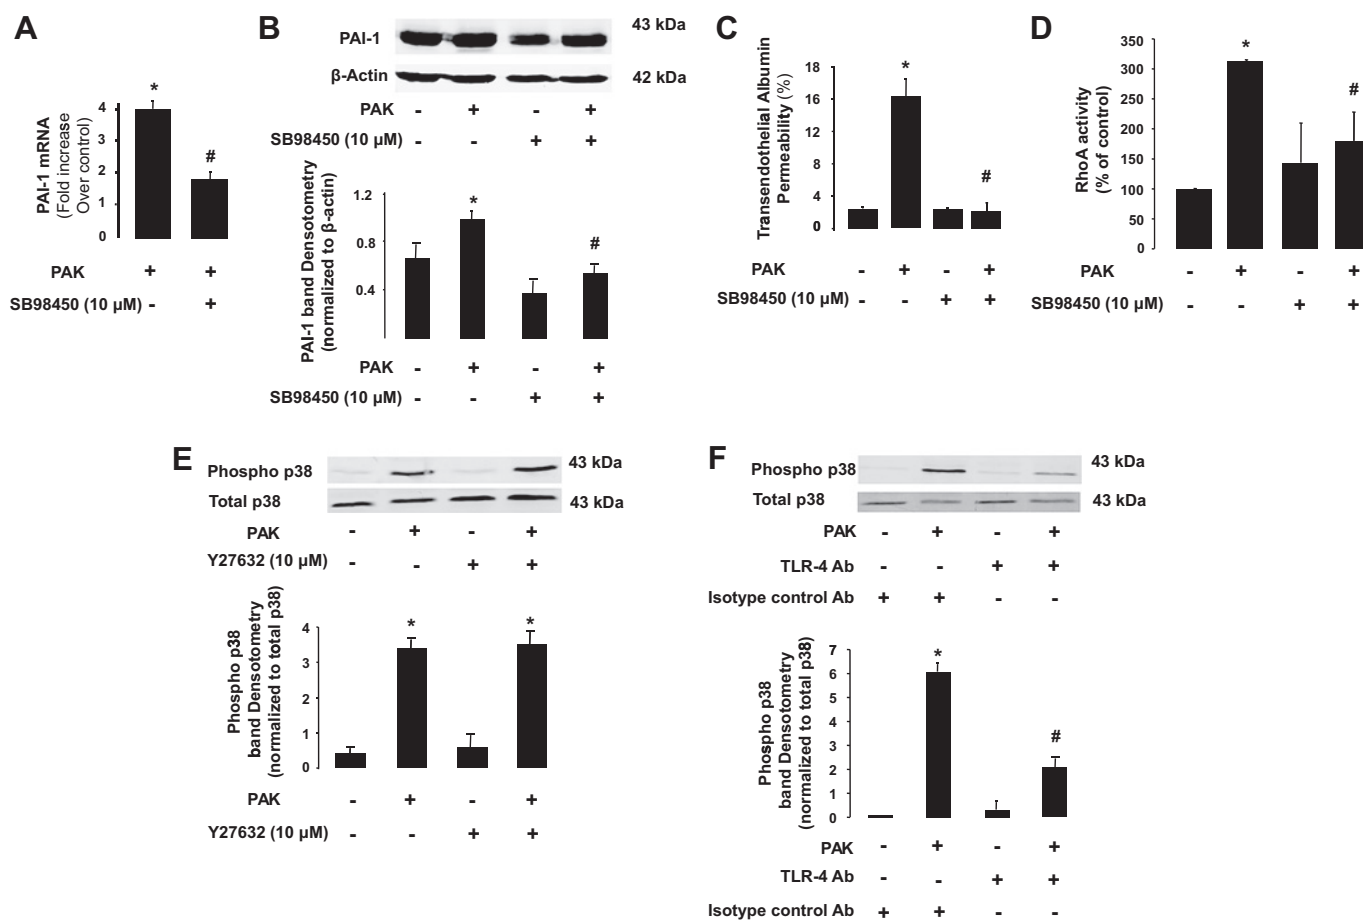 A
PAI-1 mRNA
(Fold increase
Over control)
4
3
2
1
0
*
#
PAK + +
SB98450 (10 µM) - +
B
PAI-1
43 kDa
β-Actin
42 kDa
PAK - + - +
SB98450 (10 µM) - - + +
PAI-1 band Densotometry
(normalized to β-actin)
1.2
0.8
0.4
*
#
PAK - + - +
SB98450 (10 µM) - - + +
C
Transendothelial Albumin
Permeability (%)
18
16
12
8
4
0
*
#
PAK - + - +
SB98450 (10 µM) - - + +
D
RhoA activity
(% of control)
350
300
250
200
150
100
50
0
*
#
PAK - + - +
SB98450 (10 µM) - - + +
E
Phospho p38
43 kDa
Total p38
43 kDa
PAK - + - +
Y27632 (10 µM) - - + +
Phospho p38
band Densotometry
(normalized to total p38)
4
3
2
1
0
*
*
PAK - + - +
Y27632 (10 µM) - - + +
F
Phospho p38
43 kDa
Total p38
43 kDa
PAK - + - +
TLR-4 Ab - - + +
Isotype control Ab + + - -
Phospho p38
band Densotometry
(normalized to total p38)
7
6
5
4
3
2
1
0
*
#
PAK - + - +
TLR-4 Ab - - + +
Isotype control Ab + + - -